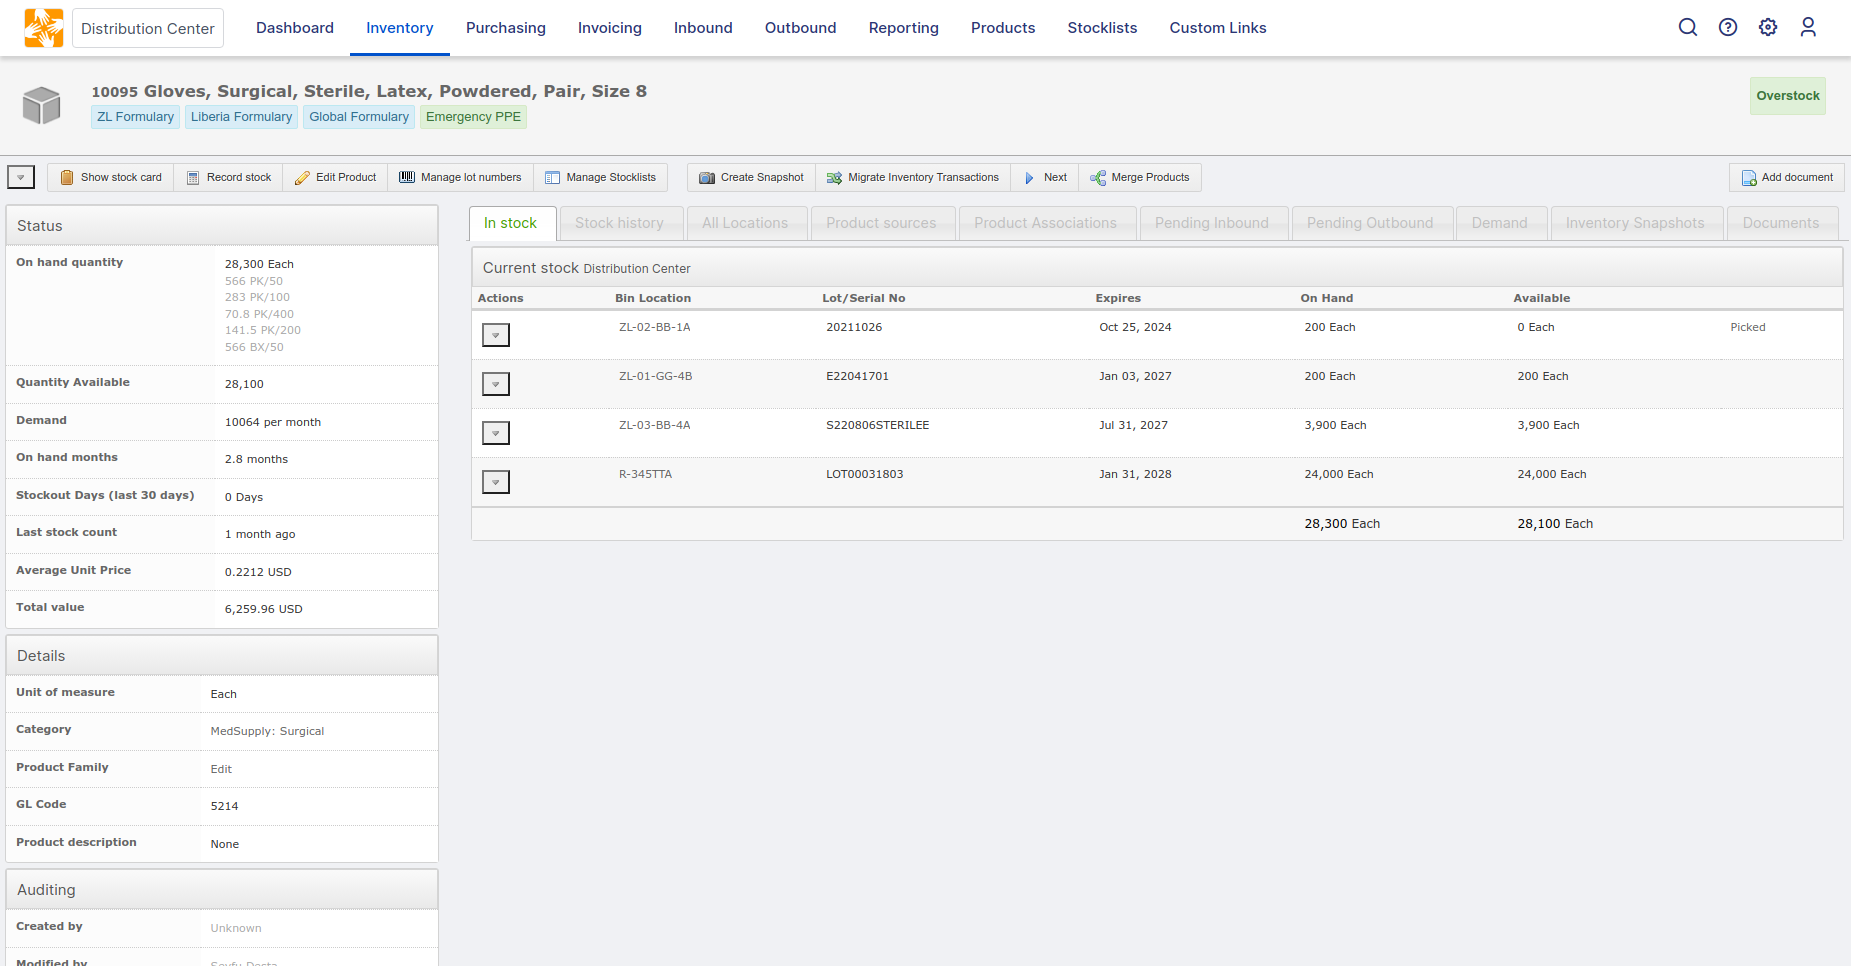 Distribution Center
Dashboard
Inventory
Purchasing
Invoicing
Inbound
Outbound
Reporting
Products
Stocklists
Custom Links
10095 Gloves, Surgical, Sterile, Latex, Powdered, Pair, Size 8
ZL Formulary
Liberia Formulary
Global Formulary
Emergency PPE
Overstock
Show stock card
Record stock
Edit Product
Manage lot numbers
Manage Stocklists
Create Snapshot
Migrate Inventory Transactions
Next
Merge Products
Add document
Status
On hand quantity
28,300 Each
566 PK/50
283 PK/100
70.8 PK/400
141.5 PK/200
566 BX/50
Quantity Available 28,100
Demand 10064 per month
On hand months 2.8 months
Stockout Days (last 30 days) 0 Days
Last stock count 1 month ago
Average Unit Price 0.2212 USD
Total value 6,259.96 USD
Details
Unit of measure Each
Category MedSupply: Surgical
Product Family Edit
GL Code 5214
Product description None
Auditing
Created by Unknown
Modified by
In stock
Stock history
All Locations
Product sources
Product Associations
Pending Inbound
Pending Outbound
Demand
Inventory Snapshots
Documents
Current stock Distribution Center
Actions Bin Location Lot/Serial No Expires On Hand Available
ZL-02-BB-1A 20211026 Oct 25, 2024 200 Each 0 Each Picked
ZL-01-GG-4B E22041701 Jan 03, 2027 200 Each 200 Each
ZL-03-BB-4A S220806STERILEE Jul 31, 2027 3,900 Each 3,900 Each
R-345TTA LOT00031803 Jan 31, 2028 24,000 Each 24,000 Each
28,300 Each 28,100 Each